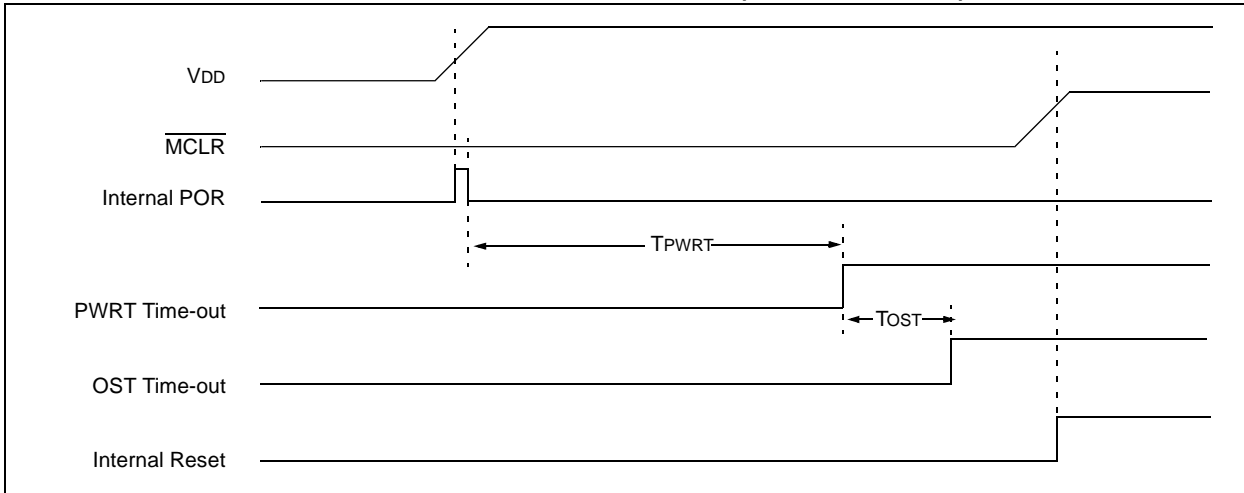 VDD
MCLR
Internal POR
TPWRT
PWRT Time-out
TOST
OST Time-out
Internal Reset